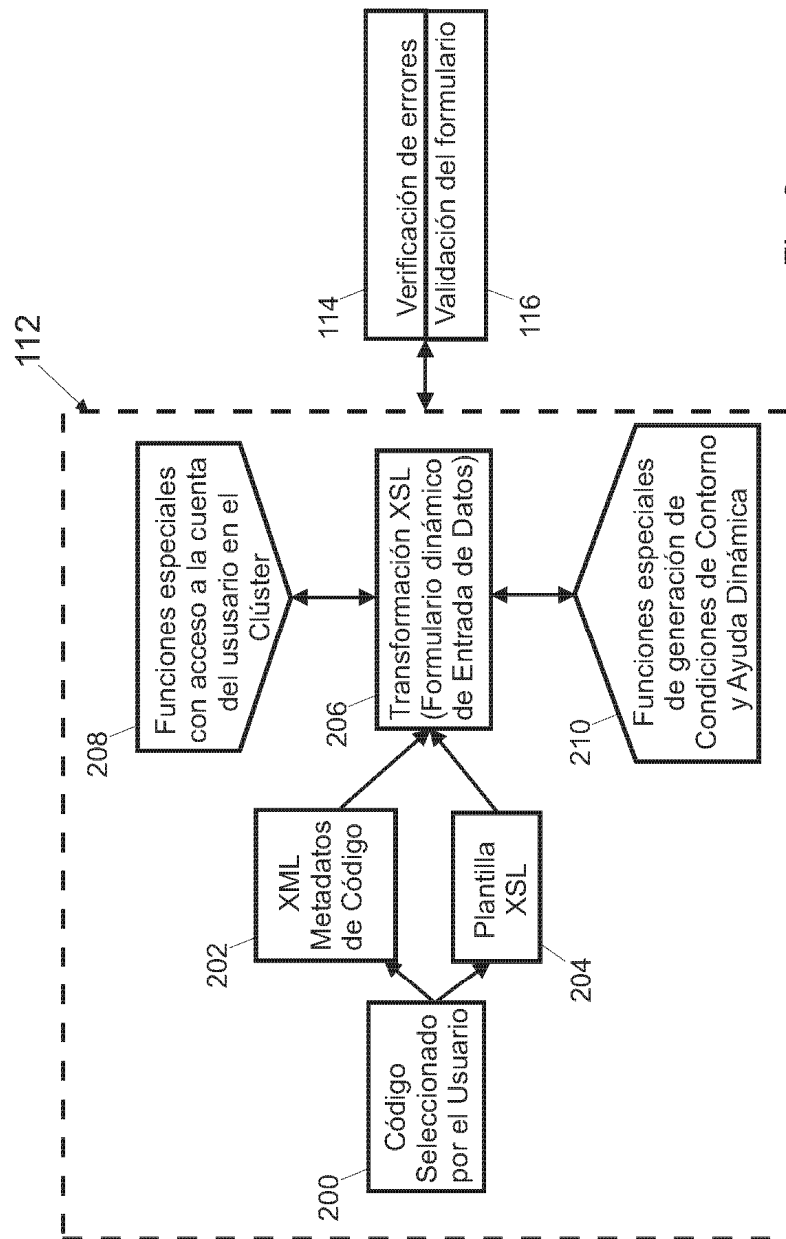 112
208
Funciones especiales
con acceso a la cuenta
del ususario en el
Clúster
202
XML
Metadatos
de Código
206
Transformación XSL
(Formulario dinámico
de Entrada de Datos)
114
Verificación de errores
Validación del formulario
116
200
Código
Seleccionado
por el Usuario
Plantilla
XSL
204
210
Funciones especiales
de generación de
Condiciones de Contorno
y Ayuda Dinámica